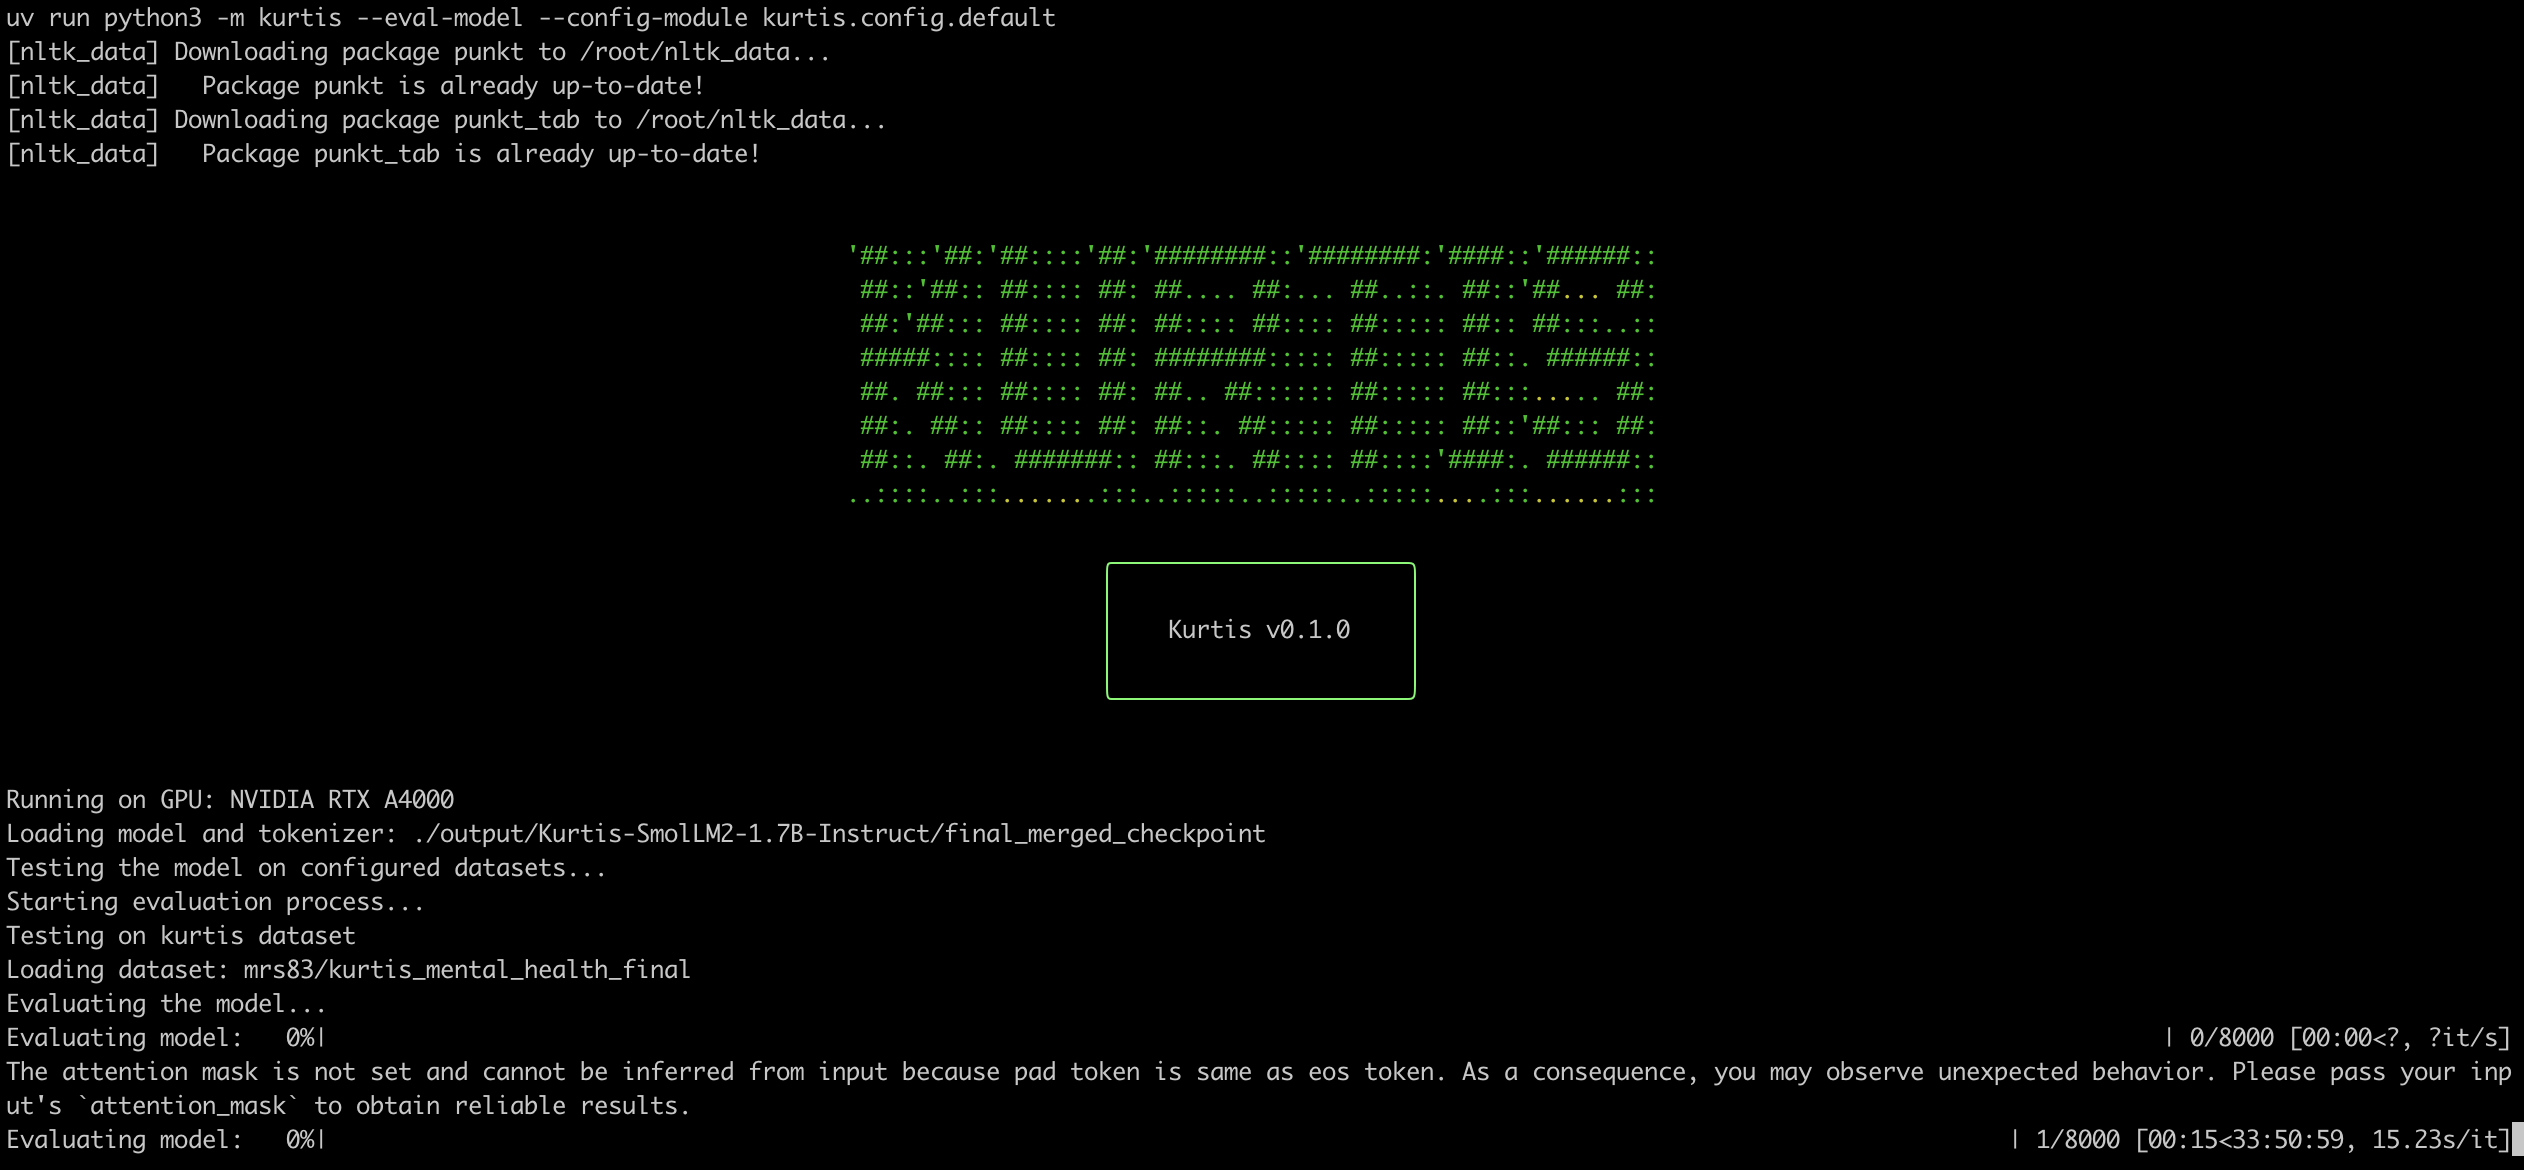 uv run python3 -m kurtis --eval-model --config-module kurtis.config.default
[nltk_data] Downloading package punkt to /root/nltk_data...
[nltk_data]   Package punkt is already up-to-date!
[nltk_data] Downloading package punkt_tab to /root/nltk_data...
[nltk_data]   Package punkt_tab is already up-to-date!
'##:::'##:'##::::'##:'########::'########:'####::'######::
 ##::'##:: ##:::: ##: ##.... ##:... ##..::. ##::'##... ##:
 ##:'##::: ##:::: ##: ##:::: ##:::: ##::::: ##:: ##:::..::
 #####:::: ##:::: ##: ########::::: ##::::: ##::. ######::
 ##. ##::: ##:::: ##: ##.. ##:::::: ##::::: ##:::..... ##:
 ##:. ##:: ##:::: ##: ##::. ##::::: ##::::: ##::'##::: ##:
 ##::. ##:. #######:: ##:::. ##:::: ##::::'####:. ######::
..::::..:::.......:::..:::::..:::::..:::::....:::......:::
Kurtis v0.1.0
Running on GPU: NVIDIA RTX A4000
Loading model and tokenizer: ./output/Kurtis-SmolLM2-1.7B-Instruct/final_merged_checkpoint
Testing the model on configured datasets...
Starting evaluation process...
Testing on kurtis dataset
Loading dataset: mrs83/kurtis_mental_health_final
Evaluating the model...
Evaluating model:   0%| | 0/8000 [00:00<?, ?it/s]
The attention mask is not set and cannot be inferred from input because pad token is same as eos token. As a consequence, you may observe unexpected behavior. Please pass your inp
ut's `attention_mask` to obtain reliable results.
Evaluating model:   0%| | 1/8000 [00:15<33:50:59, 15.23s/it]